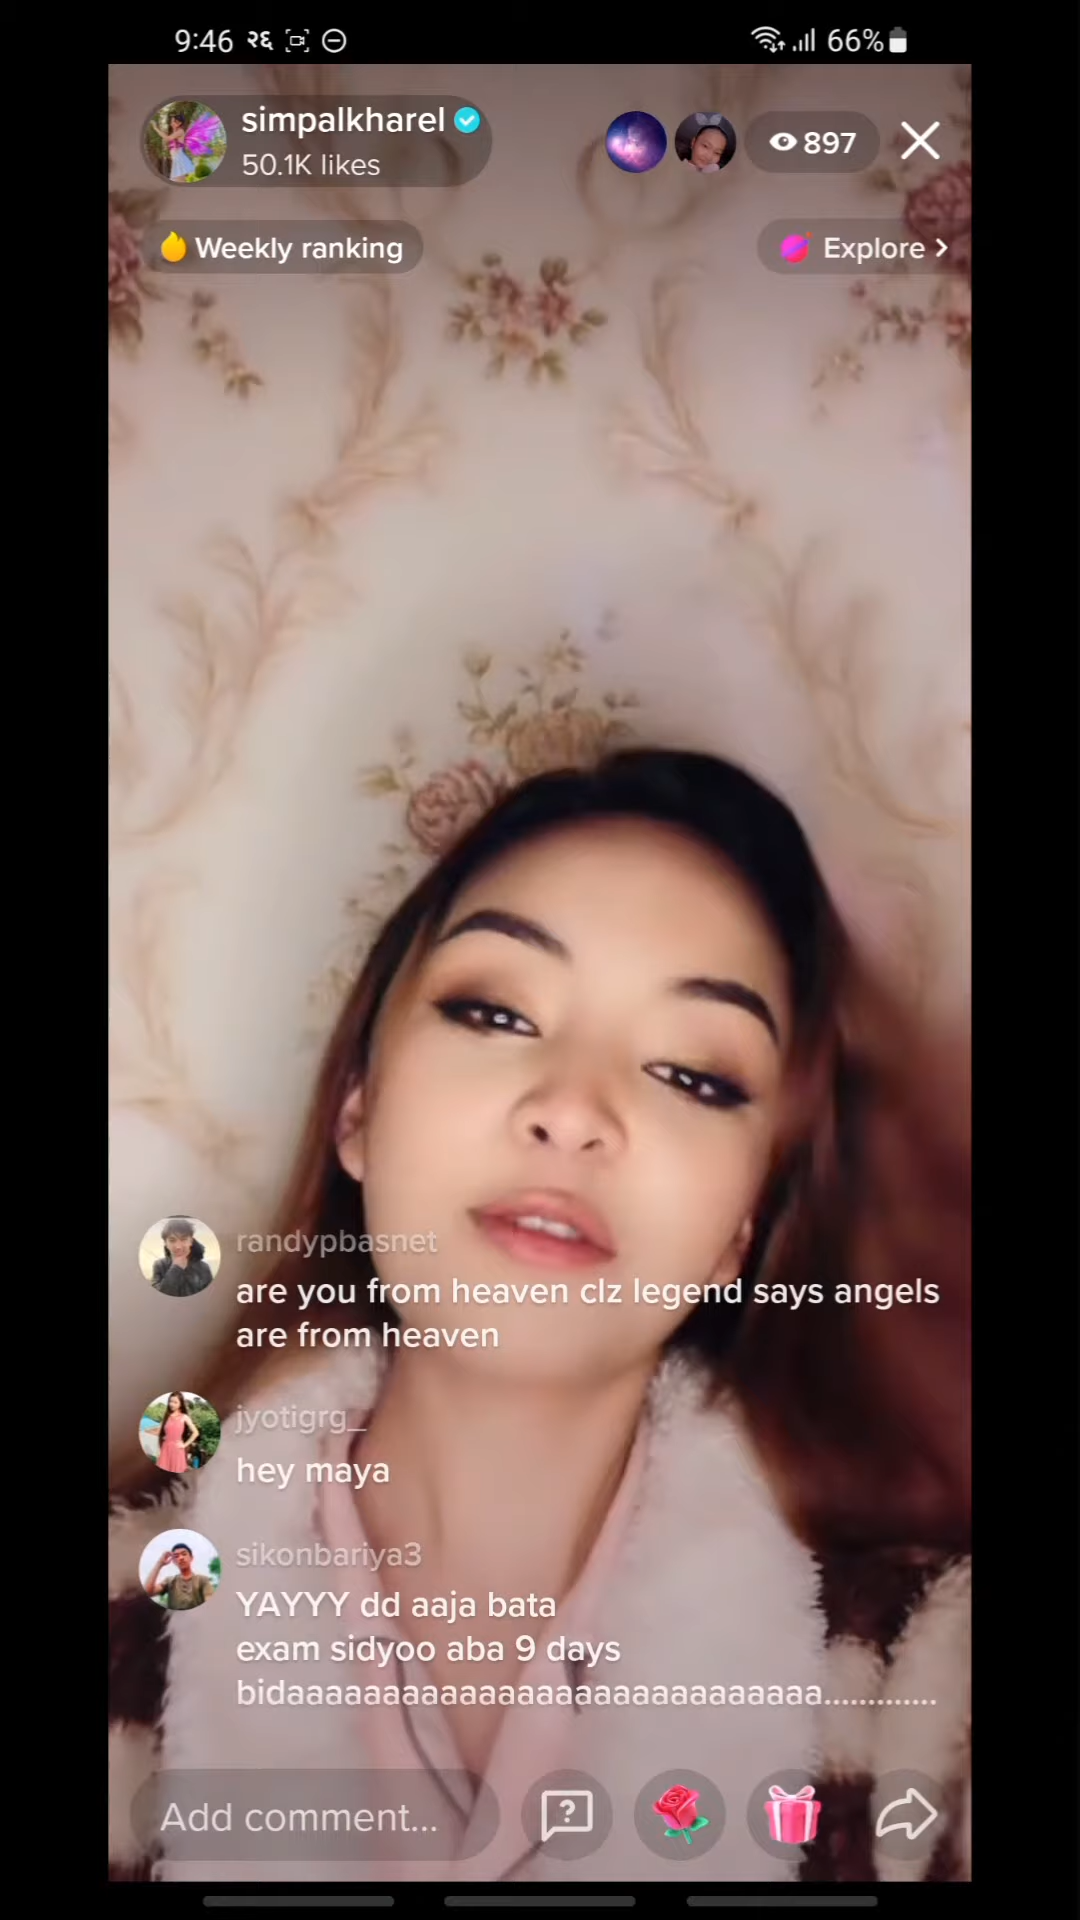 9:46 २६ 66%
simpalkharel
50.1K likes
897
Weekly ranking
Explore
randypbasnet
are you from heaven clz legend says angels
are from heaven
jyotigrg_
hey maya
sikonbariya3
YAYYY dd aaja bata
exam sidyoo aba 9 days
bidaaaaaaaaaaaaaaaaaaaaaaaaaaaa.............
Add comment...